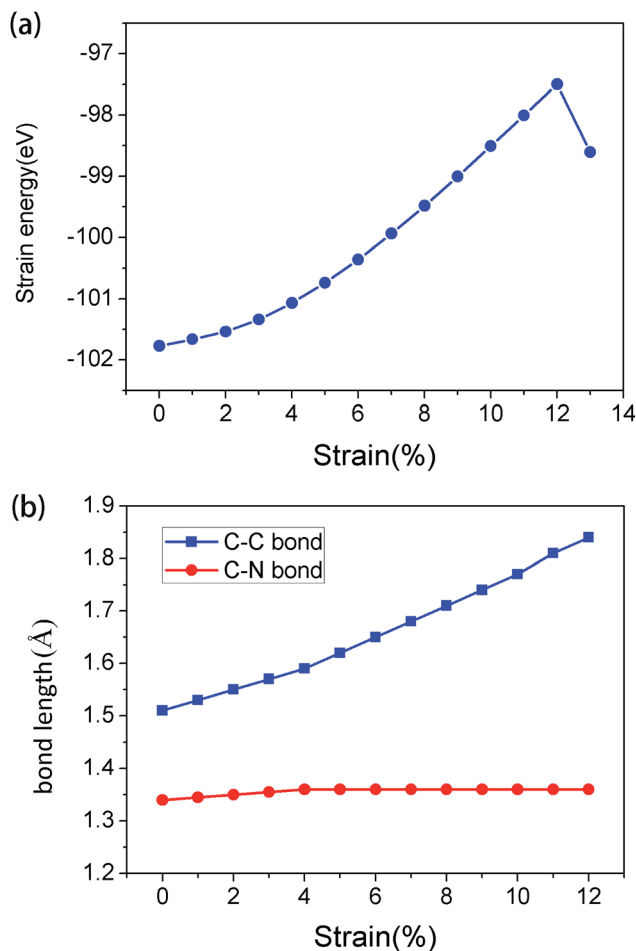 (a)
Strain energy(eV)
-97
-98
-99
-100
-101
-102
0 2 4 6 8 10 12 14
Strain(%)
(b)
bond length(Å)
1.9
1.8
1.7
1.6
1.5
1.4
1.3
1.2
C-C bond
C-N bond
0 2 4 6 8 10 12
Strain(%)